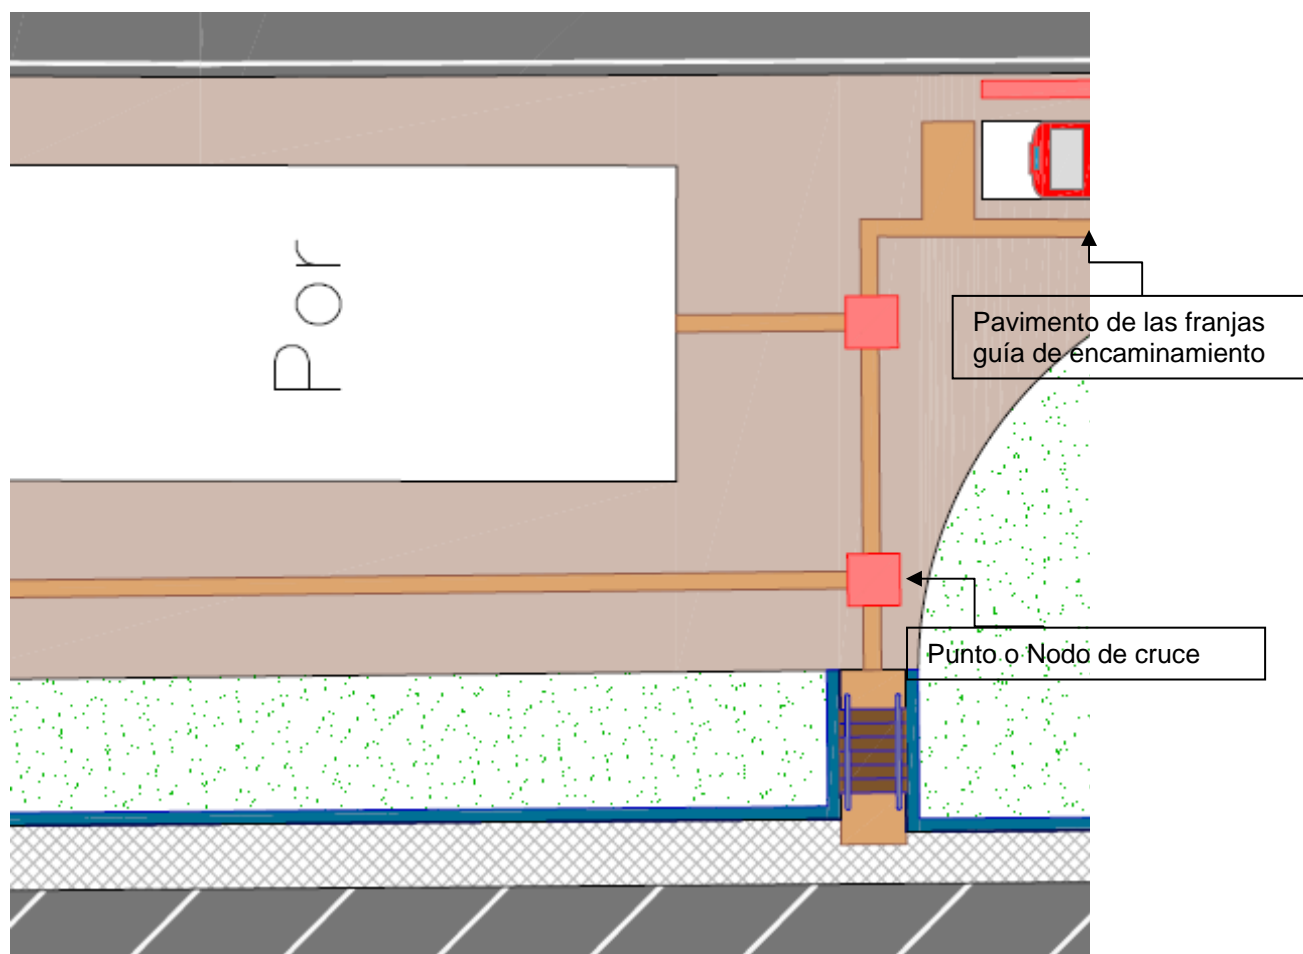 Por
Pavimento de las franjas
guía de encaminamiento
Punto o Nodo de cruce